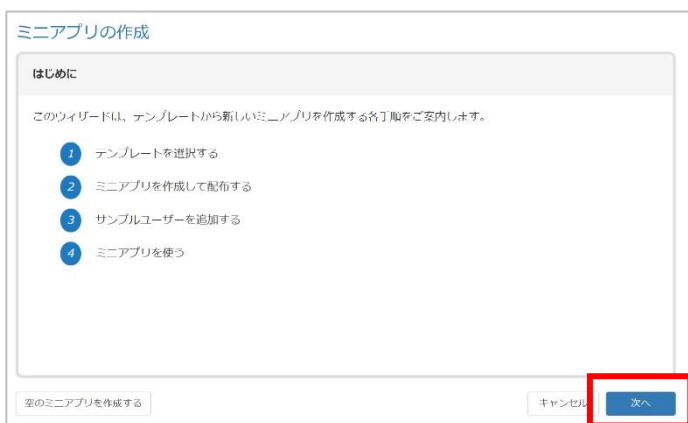 ミニアプリの作成
はじめに
このウィザードは、テンプレートから新しいミニアプリを作成する各手順をご案内します。
1 テンプレートを選択する
2 ミニアプリを作成して配布する
3 サンプルユーザーを追加する
4 ミニアプリを使う
空のミニアプリを作成する キャンセル 次へ